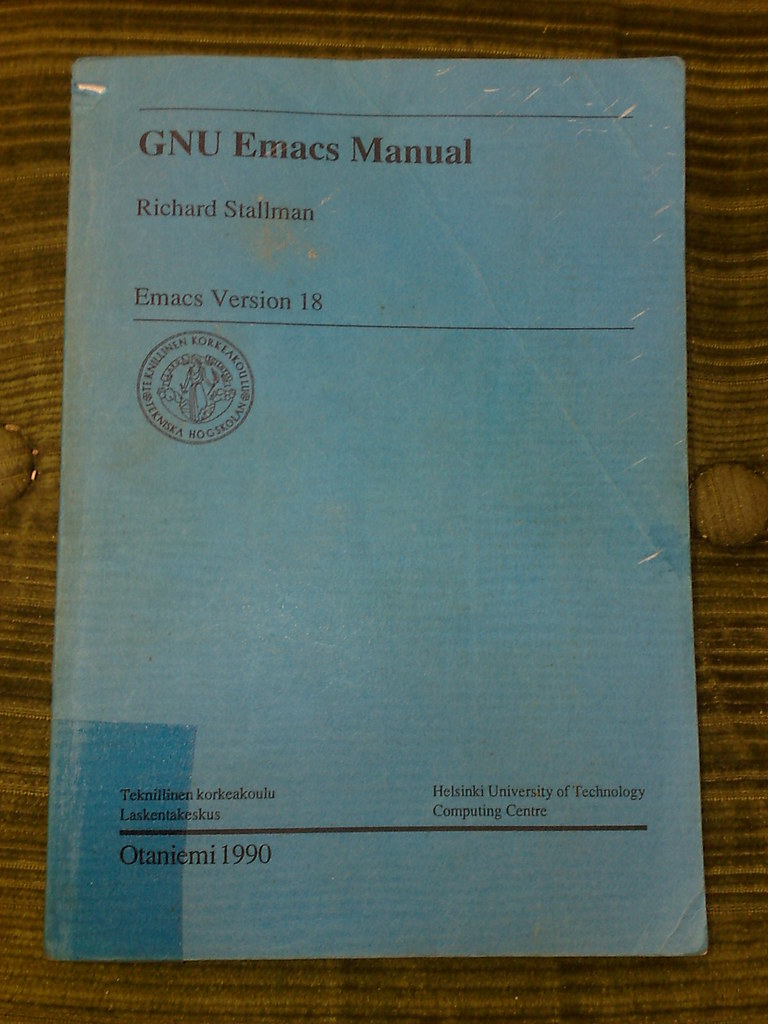 GNU Emacs Manual
Richard Stallman
Emacs Version 18
TEKNILLINEN KORKEAKOULU
TEKNISKA HÖGSKOLAN
Teknillinen korkeakoulu
Laskentakeskus
Helsinki University of Technology
Computing Centre
Otaniemi 1990